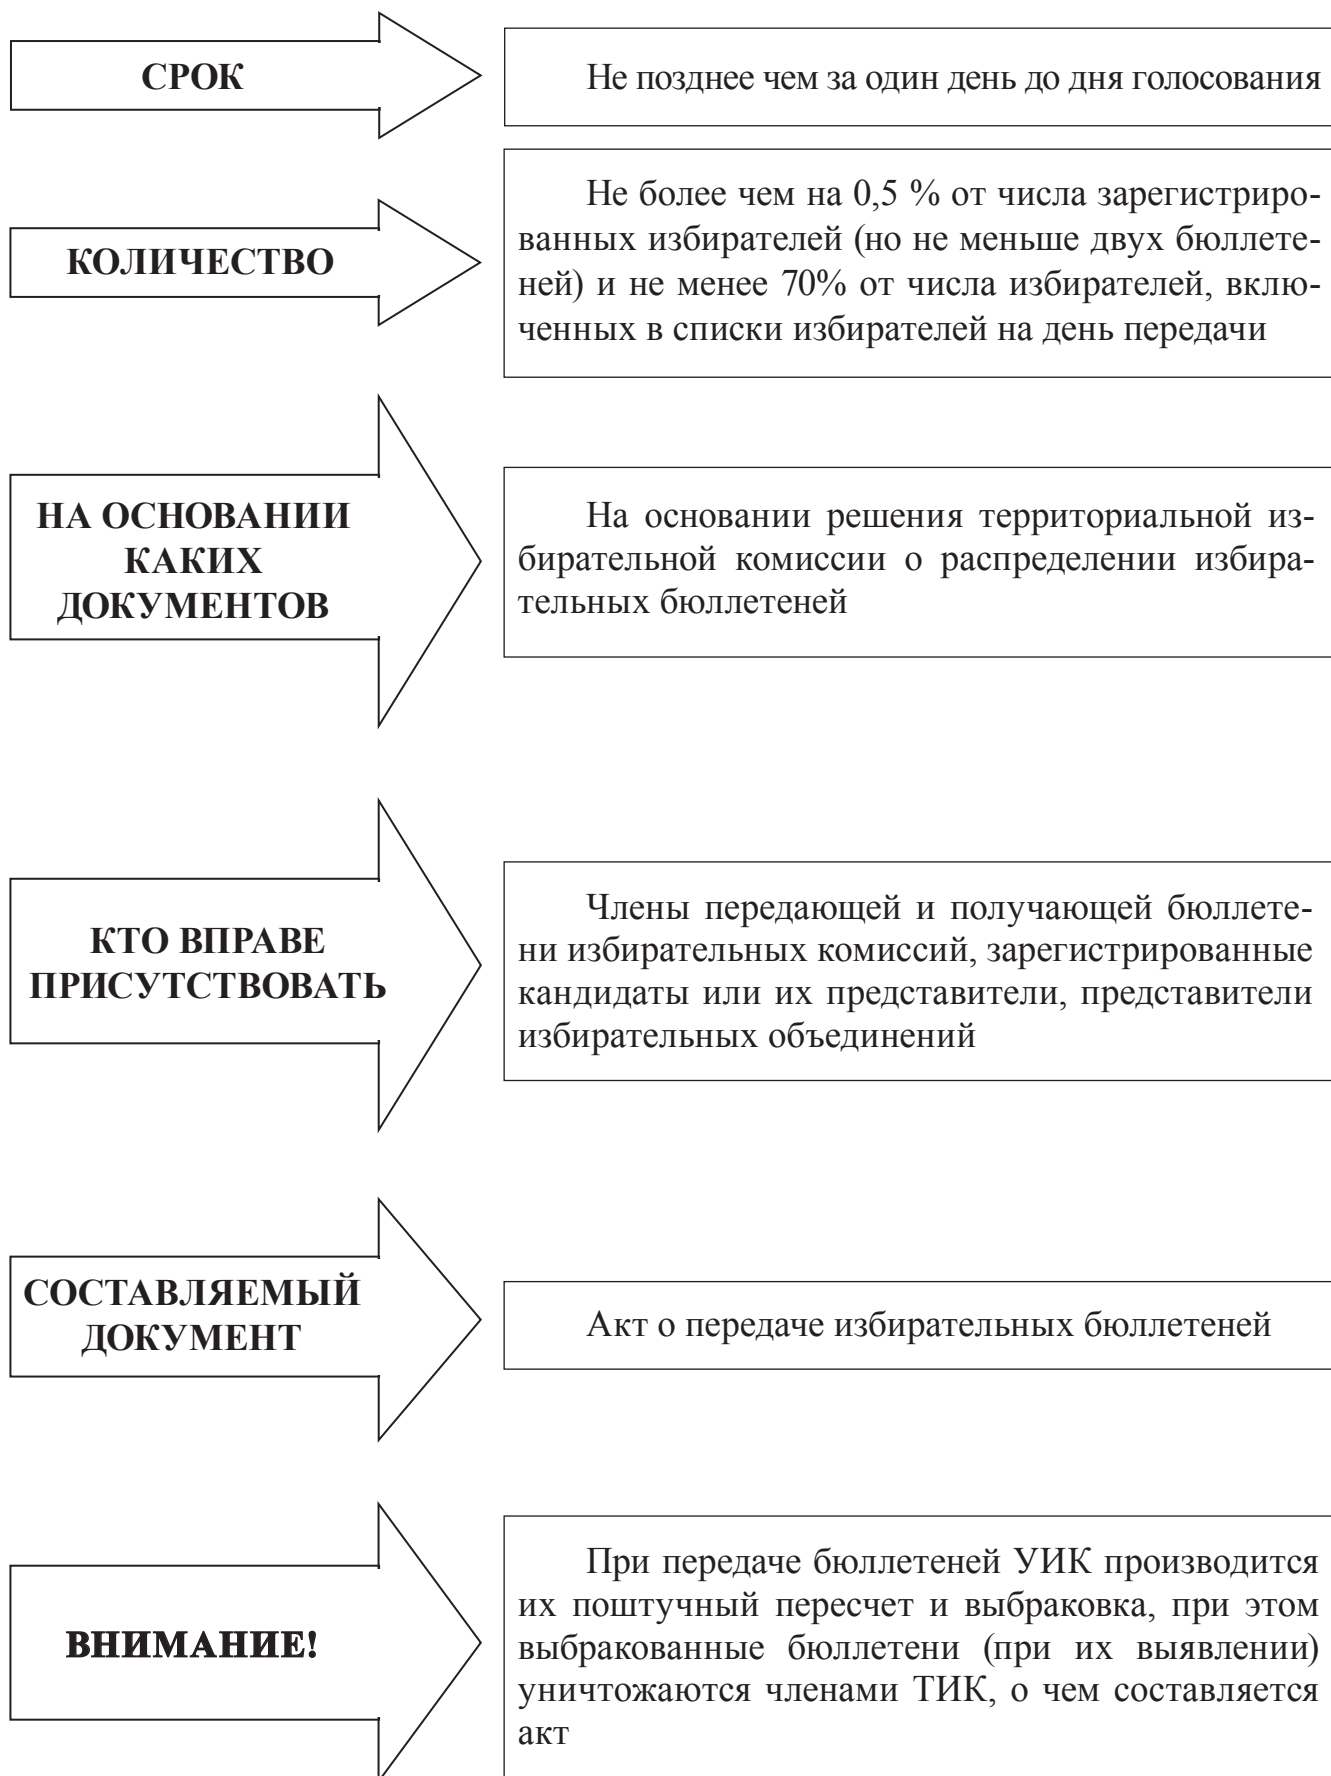 СРОК
Не позднее чем за один день до дня голосования
КОЛИЧЕСТВО
Не более чем на 0,5 % от числа зарегистриро-
ванных избирателей (но не меньше двух бюллете-
ней) и не менее 70% от числа избирателей, вклю-
ченных в списки избирателей на день передачи
НА ОСНОВАНИИ
КАКИХ
ДОКУМЕНТОВ
На основании решения территориальной из-
бирательной комиссии о распределении избира-
тельных бюллетеней
КТО ВПРАВЕ
ПРИСУТСТВОВАТЬ
Члены передающей и получающей бюллете-
ни избирательных комиссий, зарегистрированные
кандидаты или их представители, представители
избирательных объединений
СОСТАВЛЯЕМЫЙ
ДОКУМЕНТ
Акт о передаче избирательных бюллетеней
ВНИМАНИЕ!
При передаче бюллетеней УИК производится
их поштучный пересчет и выбраковка, при этом
выбракованные бюллетени (при их выявлении)
уничтожаются членами ТИК, о чем составляется
акт